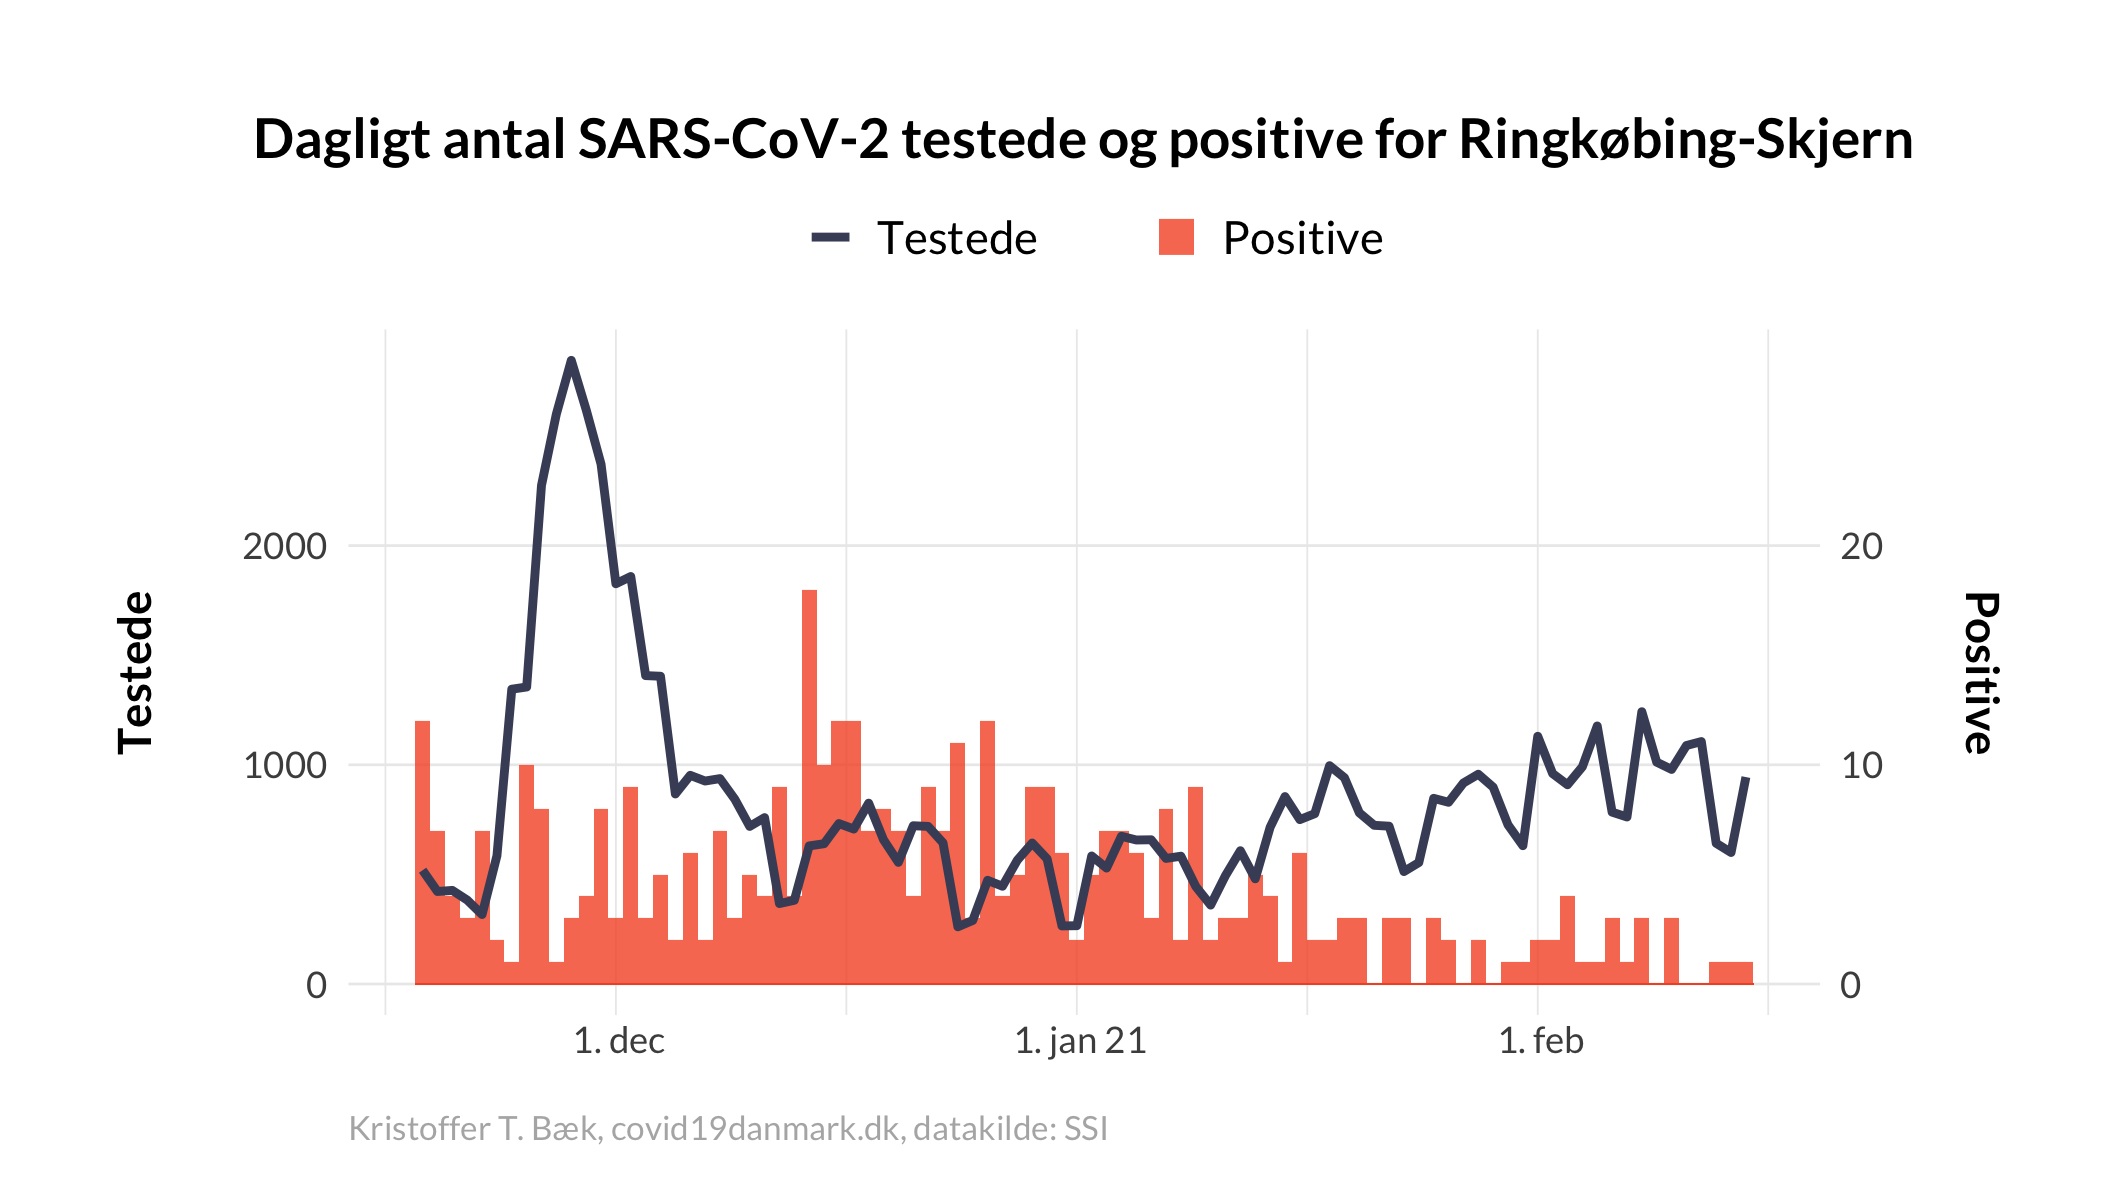 Dagligt antal SARS-CoV-2 testede og positive for Ringkøbing-Skjern
Testede
Positive
2000
1000
0
Testede
20
10
0
Positive
1. dec
1. jan 21
1. feb
Kristoffer T. Bæk, covid19danmark.dk, datakilde: SSI